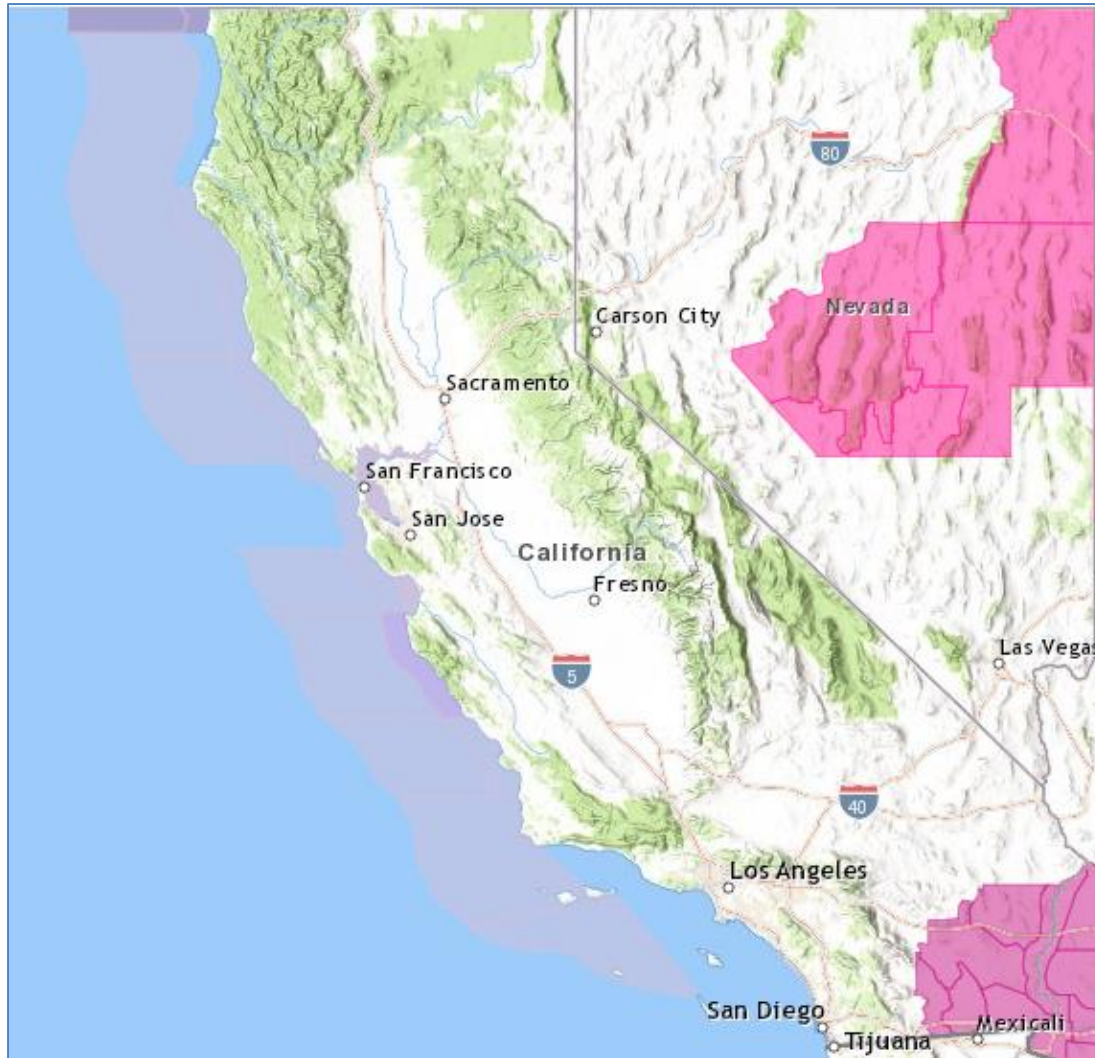 80
Nevada
Carson City
Sacramento
San Francisco
San Jose
California
Fresno
Las Vegas
5
40
Los Angeles
San Diego
Mexicali
Tijuana